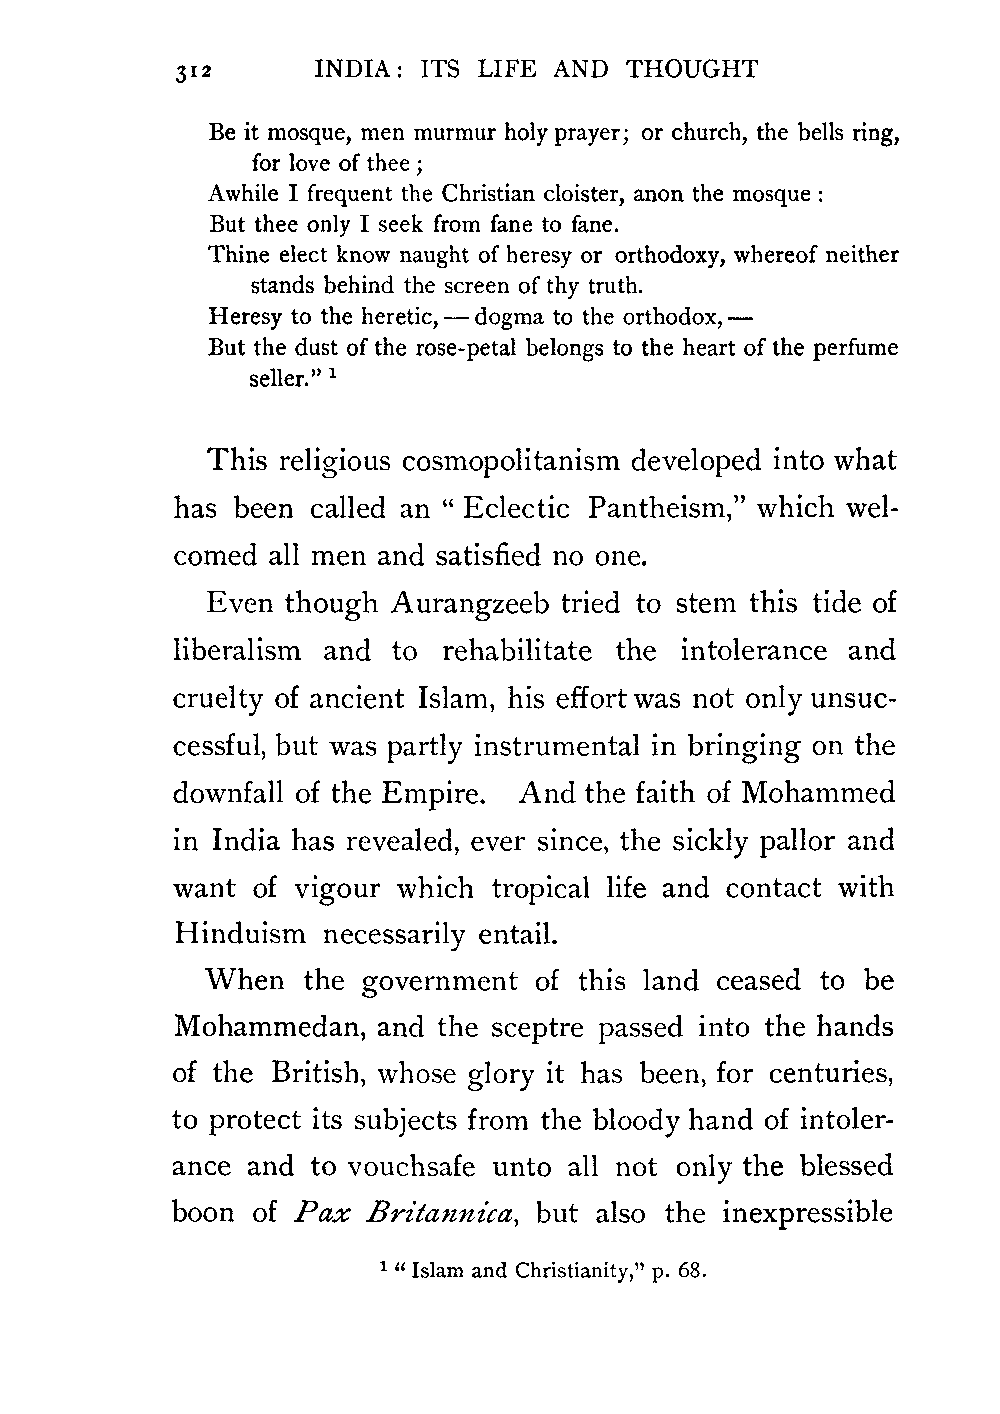 312 INDIA: ITS LIFE AND THOUGHT
Be it mosque, men murmur holy prayer; or church, the bells ring,
for love of thee;
Awhile I frequent the Christian cloister, anon the mosque:
But thee only I seek from fane to fane.
Thine elect know naught of heresy or orthodoxy, whereof neither
stands behind the screen of thy truth.
Heresy to the heretic, — dogma to the orthodox, —
But the dust of the rose-petal belongs to the heart of the perfume
seller." ¹
This religious cosmopolitanism developed into what
has been called an "Eclectic Pantheism," which wel-
comed all men and satisfied no one.
Even though Aurangzeeb tried to stem this tide of
liberalism and to rehabilitate the intolerance and
cruelty of ancient Islam, his effort was not only unsuc-
cessful, but was partly instrumental in bringing on the
downfall of the Empire. And the faith of Mohammed
in India has revealed, ever since, the sickly pallor and
want of vigour which tropical life and contact with
Hinduism necessarily entail.
When the government of this land ceased to be
Mohammedan, and the sceptre passed into the hands
of the British, whose glory it has been, for centuries,
to protect its subjects from the bloody hand of intoler-
ance and to vouchsafe unto all not only the blessed
boon of Pax Britannica, but also the inexpressible
¹ "Islam and Christianity," p. 68.